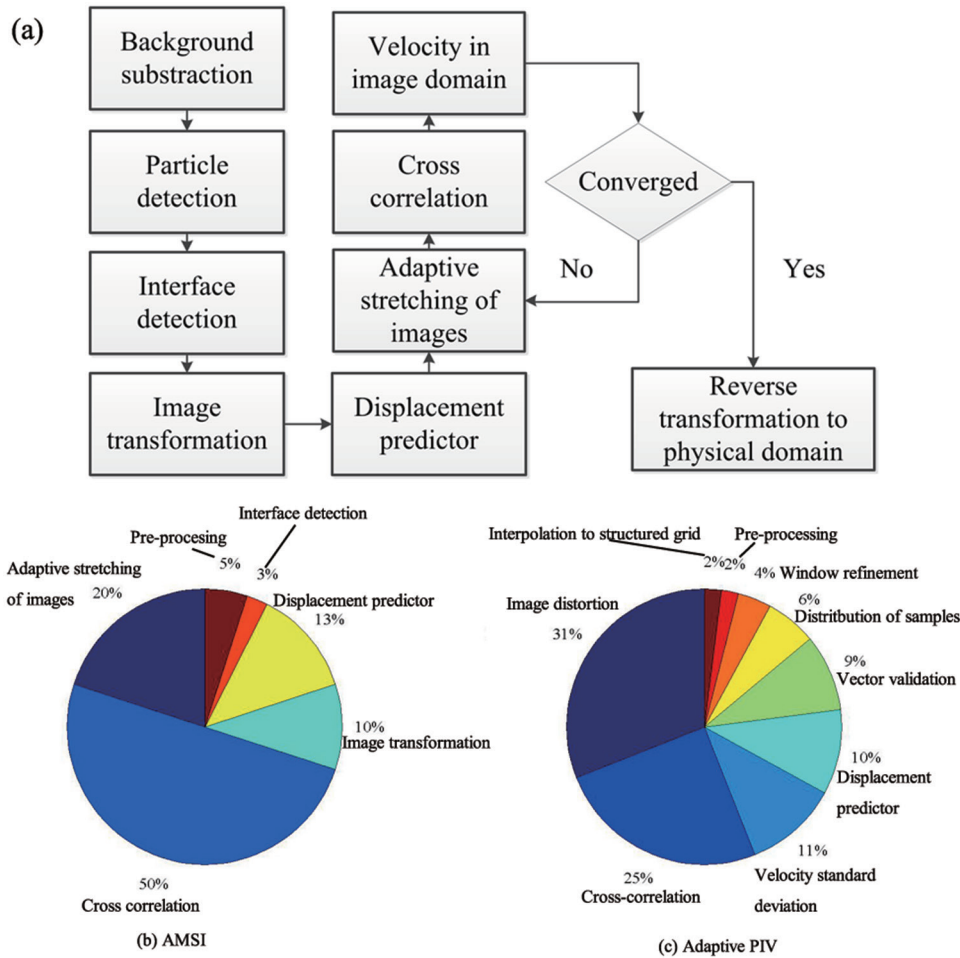 (a)
Background
substraction
Particle
detection
Interface
detection
Image
transformation
Displacement
predictor
Adaptive
stretching of
images
Cross
correlation
Velocity in
image domain
Converged
No
Yes
Reverse
transformation to
physical domain
Interface detection
Pre-procesing
5%
3%
Adaptive stretching
of images
20%
Displacement predictor
13%
10%
Image transformation
50%
Cross correlation
(b) AMSI
Interpolation to structured grid
Pre-processing
2%
2%
4%
Window refinement
6%
Distrbution of samples
Image distortion
31%
9%
Vector validation
10%
Displacement
predictor
11%
Velocity standard
deviation
25%
Cross-correlation
(c) Adaptive PIV